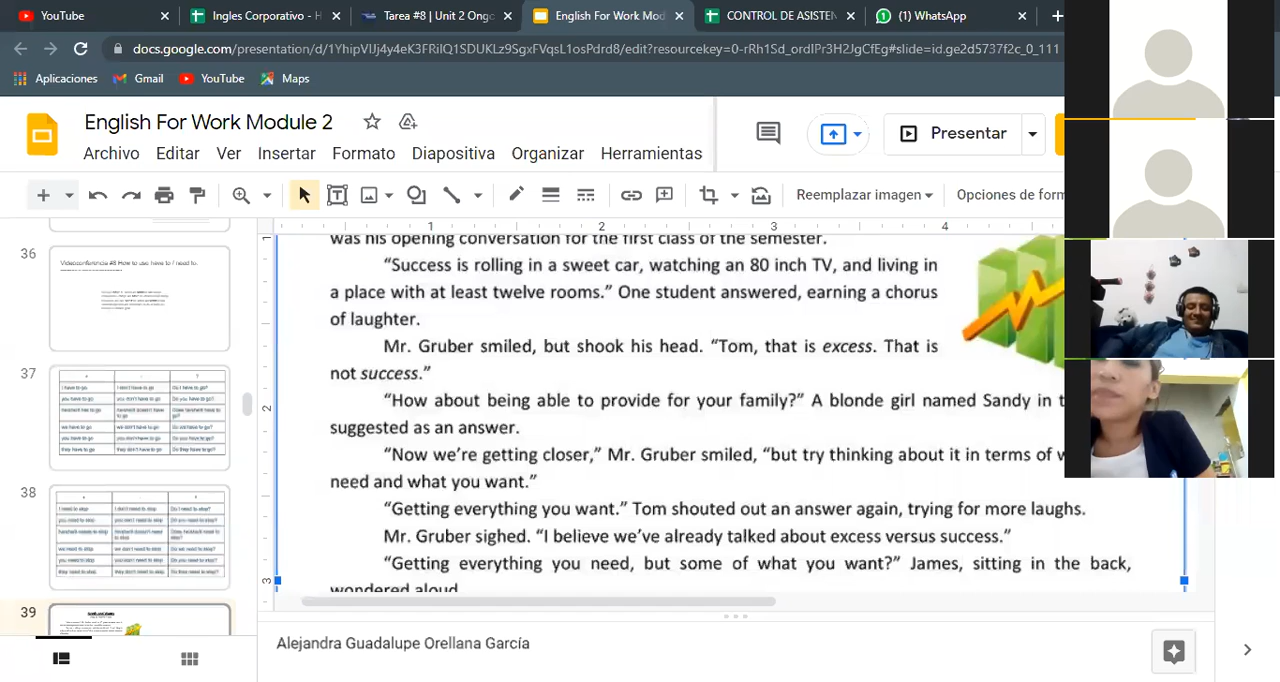 YouTube
Ingles Corporativo - H
Tarea #8 | Unit 2 Ongo
English For Work Mod
CONTROL DE ASISTEN
(1) WhatsApp
docs.google.com/presentation/d/1YhipVlJj4y4eK3FRilQ1SDUKLz9SgxFVqsL1osPdrd8/edit?resourcekey=0-rRh1Sd_ordlPr3H2JgCfEg#slide=id.ge2d5737f2c_0_111
Aplicaciones
Gmail
YouTube
Maps
English For Work Module 2
Presentar
Archivo Editar Ver Insertar Formato Diapositiva Organizar Herramientas
Reemplazar imagen
Opciones de form
1 2 3 4
36
Videoconferencia #8 How to use have to / need to.
37
38
39
1
2
3
was his opening conversation for the first class of the semester.
“Success is rolling in a sweet car, watching an 80 inch TV, and living in
a place with at least twelve rooms.” One student answered, earning a chorus
of laughter.
Mr. Gruber smiled, but shook his head. “Tom, that is excess. That is
not success.”
“How about being able to provide for your family?” A blonde girl named Sandy in t
suggested as an answer.
“Now we’re getting closer,” Mr. Gruber smiled, “but try thinking about it in terms of w
need and what you want.”
“Getting everything you want.” Tom shouted out an answer again, trying for more laughs.
Mr. Gruber sighed. “I believe we’ve already talked about excess versus success.”
“Getting everything you need, but some of what you want?” James, sitting in the back,
wondered aloud
Alejandra Guadalupe Orellana García